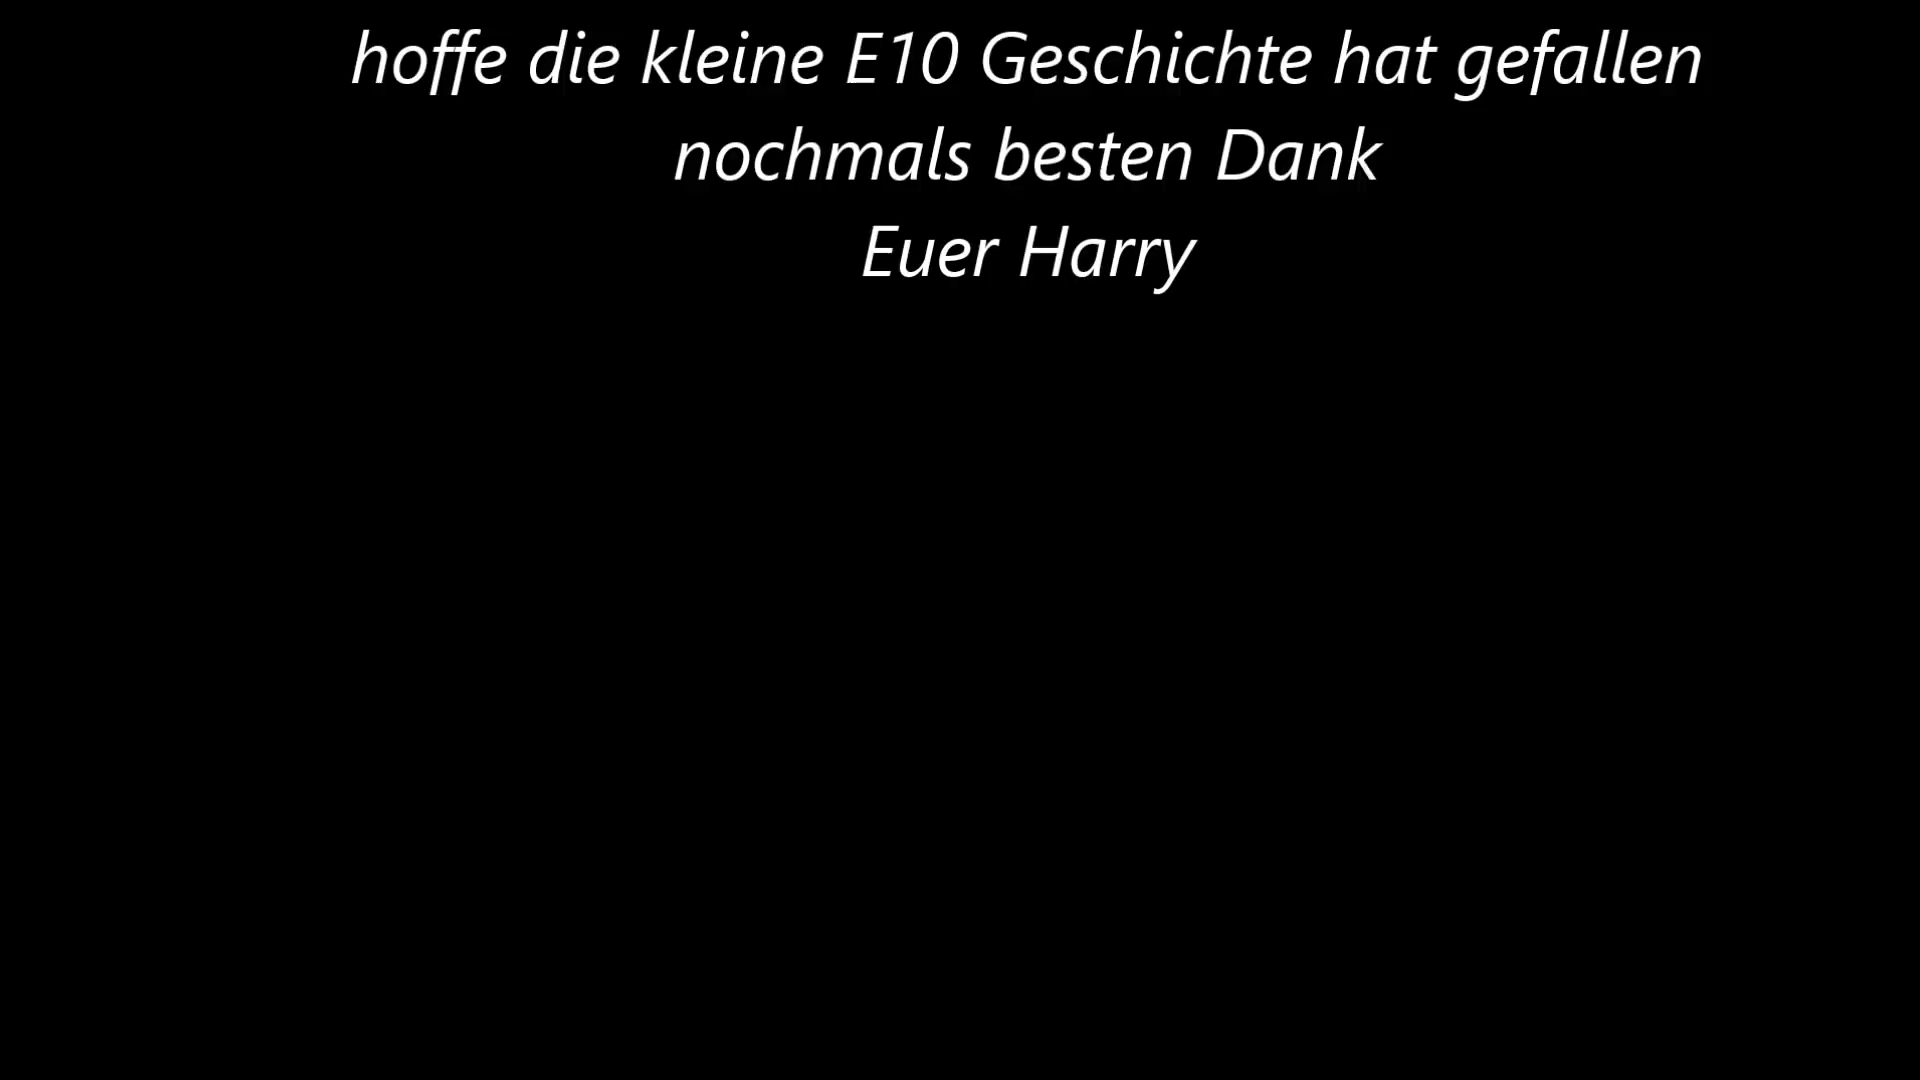 hoffe die kleine E10 Geschichte hat gefallen
nochmals besten Dank
Euer Harry